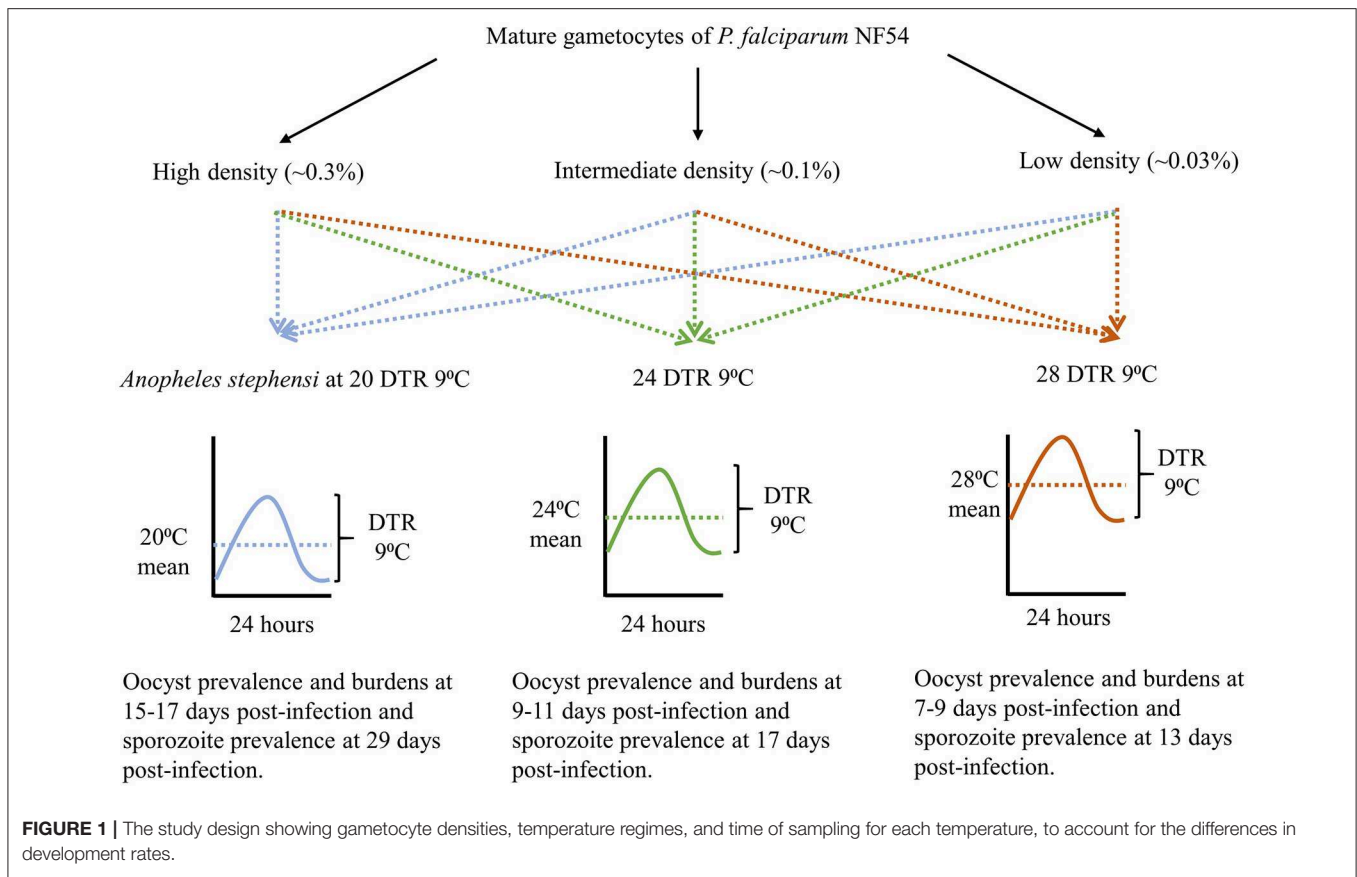 Mature gametocytes of P. falciparum NF54
High density (~0.3%)
Intermediate density (~0.1%)
Low density (~0.03%)
Anopheles stephensi at 20 DTR 9ºC
24 DTR 9ºC
28 DTR 9ºC
20ºC
mean
DTR
9ºC
24 hours
24ºC
mean
DTR
9ºC
24 hours
28ºC
mean
DTR
9ºC
24 hours
Oocyst prevalence and burdens at
15-17 days post-infection and
sporozoite prevalence at 29 days
post-infection.
Oocyst prevalence and burdens at
9-11 days post-infection and
sporozoite prevalence at 17 days
post-infection.
Oocyst prevalence and burdens at
7-9 days post-infection and
sporozoite prevalence at 13 days
post-infection.
FIGURE 1 | The study design showing gametocyte densities, temperature regimes, and time of sampling for each temperature, to account for the differences in
development rates.